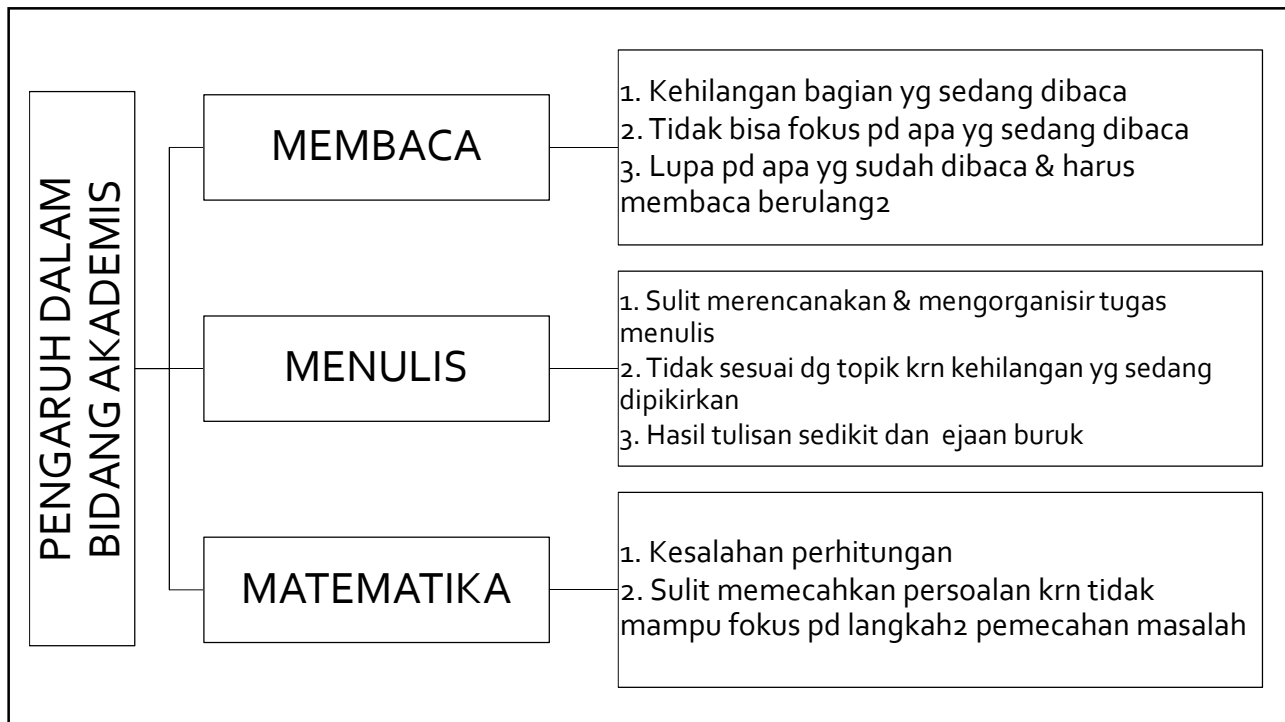 PENGARUH DALAM
BIDANG AKADEMIS
MEMBACA
1. Kehilangan bagian yg sedang dibaca
2. Tidak bisa fokus pd apa yg sedang dibaca
3. Lupa pd apa yg sudah dibaca & harus
membaca berulang2
MENULIS
1. Sulit merencanakan & mengorganisir tugas
menulis
2. Tidak sesuai dg topik krn kehilangan yg sedang
dipikirkan
3. Hasil tulisan sedikit dan ejaan buruk
MATEMATIKA
1. Kesalahan perhitungan
2. Sulit memecahkan persoalan krn tidak
mampu fokus pd langkah2 pemecahan masalah